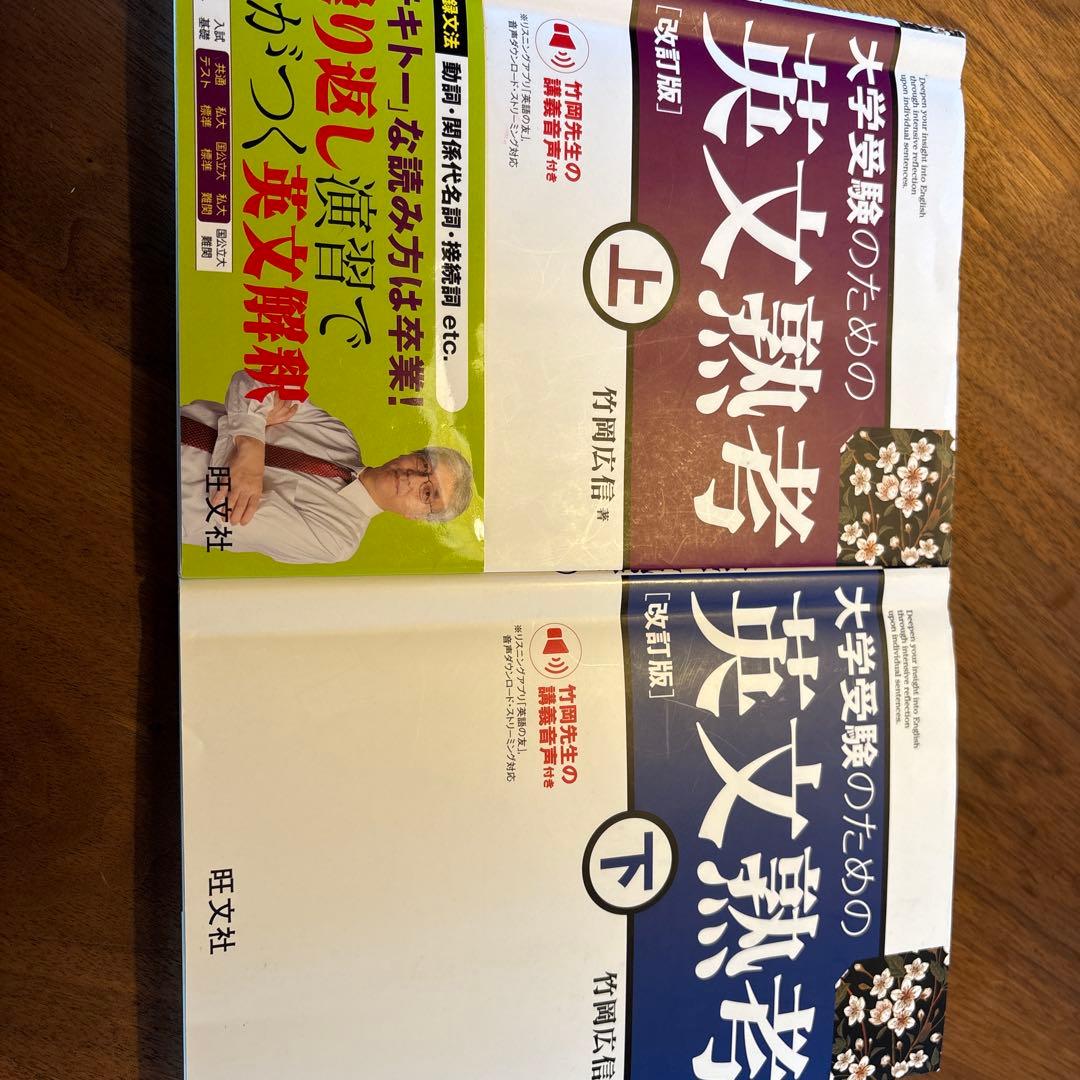 "Deepen your insight into English
through intensive reflection
upon individual sentences.
大学受験のための
英文熟考
[改訂版]
上
竹岡広信 著
竹岡先生の
講義音声付き
※リスニングアプリ「英語の友」、
音声ダウンロード・ストリーミング対応
録文法 動詞・関係代名詞・接続詞 etc.
キトー」な読み方は卒業!
り返し演習で
がつく英文解釈
入試
基礎
共通
テスト
私大
標準
国公立大
標準
私大
難関
国公立大
難関
旺文社
Deepen your insight into English
through intensive reflection
upon individual sentences.
大学受験のための
英文熟考
[改訂版]
下
竹岡広信
竹岡先生の
講義音声付き
※リスニングアプリ「英語の友」、
音声ダウンロード・ストリーミング対応
旺文社